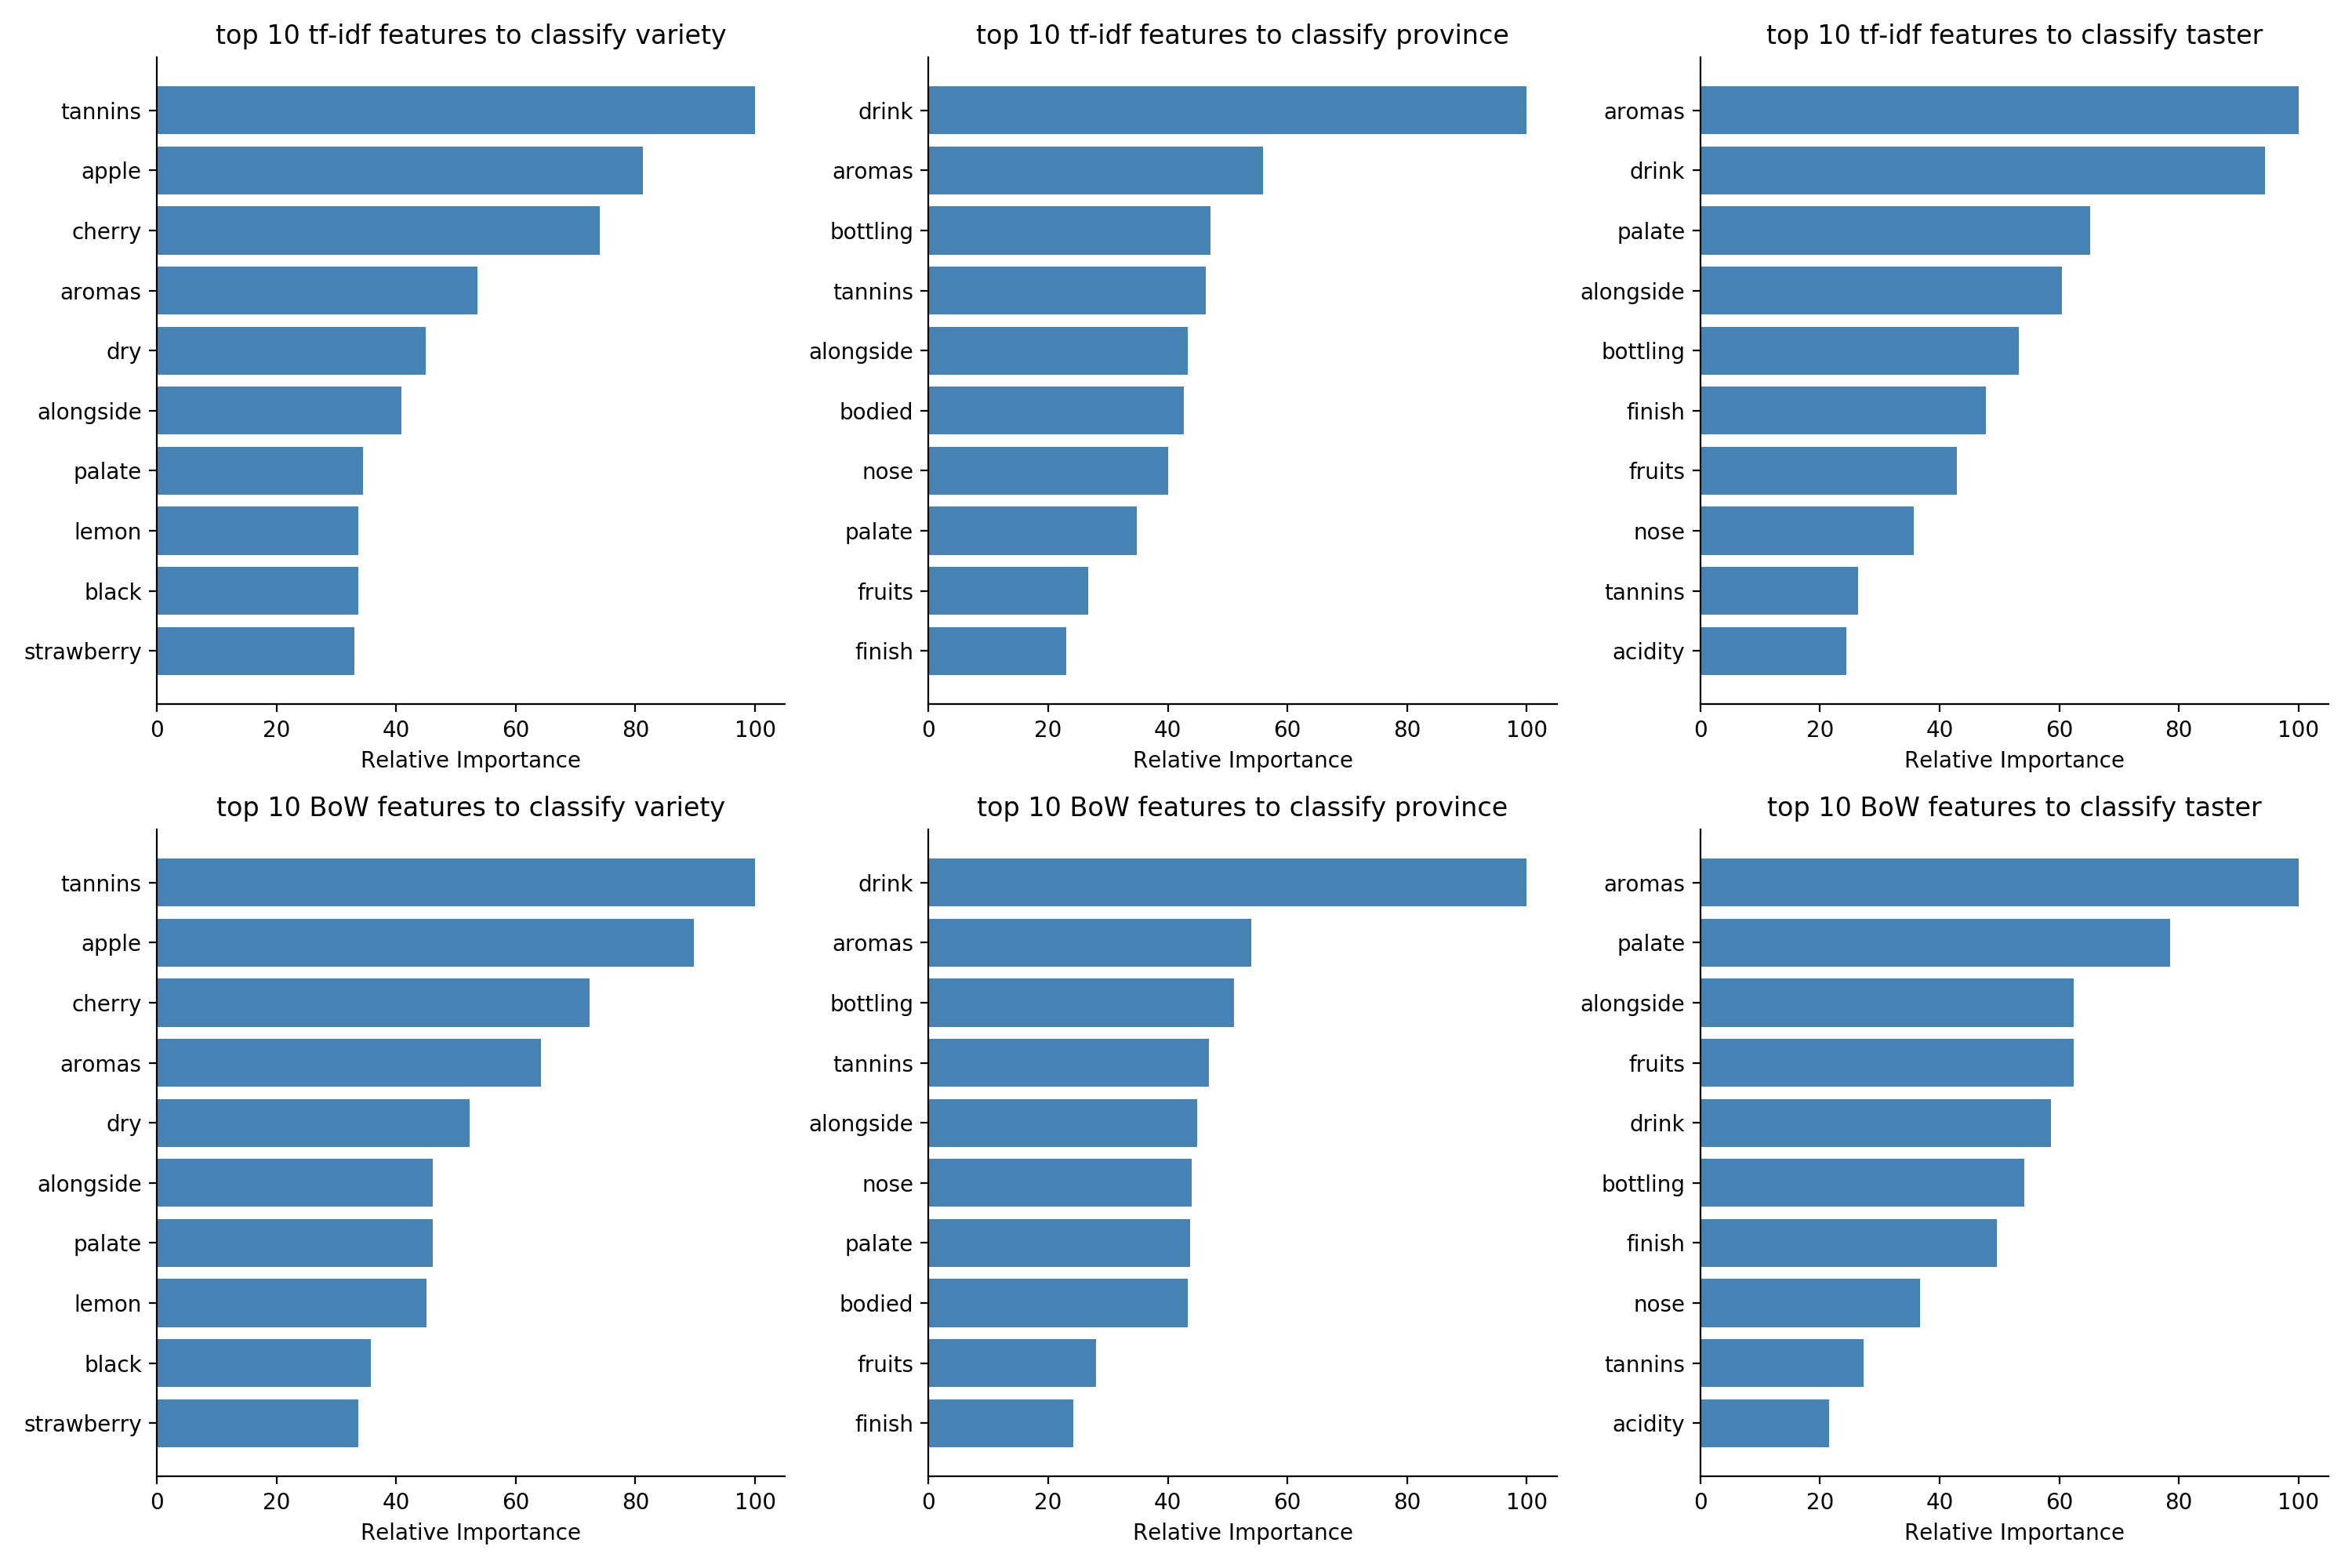 top 10 tf-idf features to classify variety
tannins
apple
cherry
aromas
dry
alongside
palate
lemon
black
strawberry
0 20 40 60 80 100
Relative Importance
top 10 tf-idf features to classify province
drink
aromas
bottling
tannins
alongside
bodied
nose
palate
fruits
finish
0 20 40 60 80 100
Relative Importance
top 10 tf-idf features to classify taster
aromas
drink
palate
alongside
bottling
finish
fruits
nose
tannins
acidity
0 20 40 60 80 100
Relative Importance
top 10 BoW features to classify variety
tannins
apple
cherry
aromas
dry
alongside
palate
lemon
black
strawberry
0 20 40 60 80 100
Relative Importance
top 10 BoW features to classify province
drink
aromas
bottling
tannins
alongside
nose
palate
bodied
fruits
finish
0 20 40 60 80 100
Relative Importance
top 10 BoW features to classify taster
aromas
palate
alongside
fruits
drink
bottling
finish
nose
tannins
acidity
0 20 40 60 80 100
Relative Importance